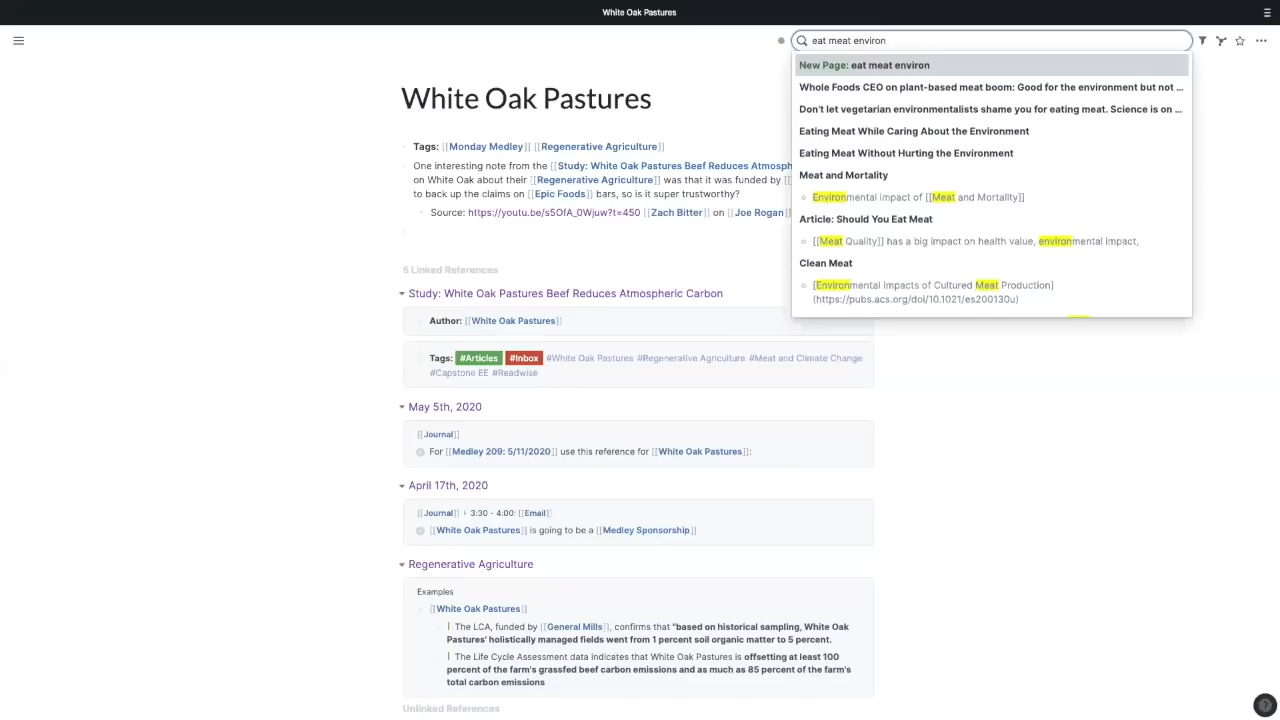 White Oak Pastures
eat meat environ
New Page: eat meat environ
Whole Foods CEO on plant-based meat boom: Good for the environment but not ...
Don't let vegetarian environmentalists shame you for eating meat. Science is on ...
Eating Meat While Caring About the Environment
Eating Meat Without Hurting the Environment
Meat and Mortality
Environmental impact of [[Meat and Mortality]]
Article: Should You Eat Meat
[[Meat Quality]] has a big impact on health value, environmental impact,
Clean Meat
[Environmental Impacts of Cultured Meat Production]
(https://pubs.acs.org/doi/10.1021/es200130u)
White Oak Pastures
Tags: [[Monday Medley]] [[Regenerative Agriculture]]
One interesting note from the [[Study: White Oak Pastures Beef Reduces Atmosph
on White Oak about their [[Regenerative Agriculture]] was that it was funded by [[
to back up the claims on [[Epic Foods]] bars, so is it super trustworthy?
Source: https://youtu.be/s5OfA_0Wjuw?t=450 [[Zach Bitter]] on [[Joe Rogan]]
5 Linked References
Study: White Oak Pastures Beef Reduces Atmospheric Carbon
Author: [[White Oak Pastures]]
Tags: #Articles #Inbox #White Oak Pastures #Regenerative Agriculture #Meat and Climate Change
#Capstone EE #Readwise
May 5th, 2020
[[Journal]]
For [[Medley 209: 5/11/2020]] use this reference for [[White Oak Pastures]]:
April 17th, 2020
[[Journal]] › 3:30 - 4:00: [[Email]]
[[White Oak Pastures]] is going to be a [[Medley Sponsorship]]
Regenerative Agriculture
Examples
[[White Oak Pastures]]
| The LCA, funded by [[General Mills]], confirms that "based on historical sampling, White Oak
Pastures' holistically managed fields went from 1 percent soil organic matter to 5 percent.
| The Life Cycle Assessment data indicates that White Oak Pastures is offsetting at least 100
percent of the farm's grassfed beef carbon emissions and as much as 85 percent of the farm's
total carbon emissions
Unlinked References
?